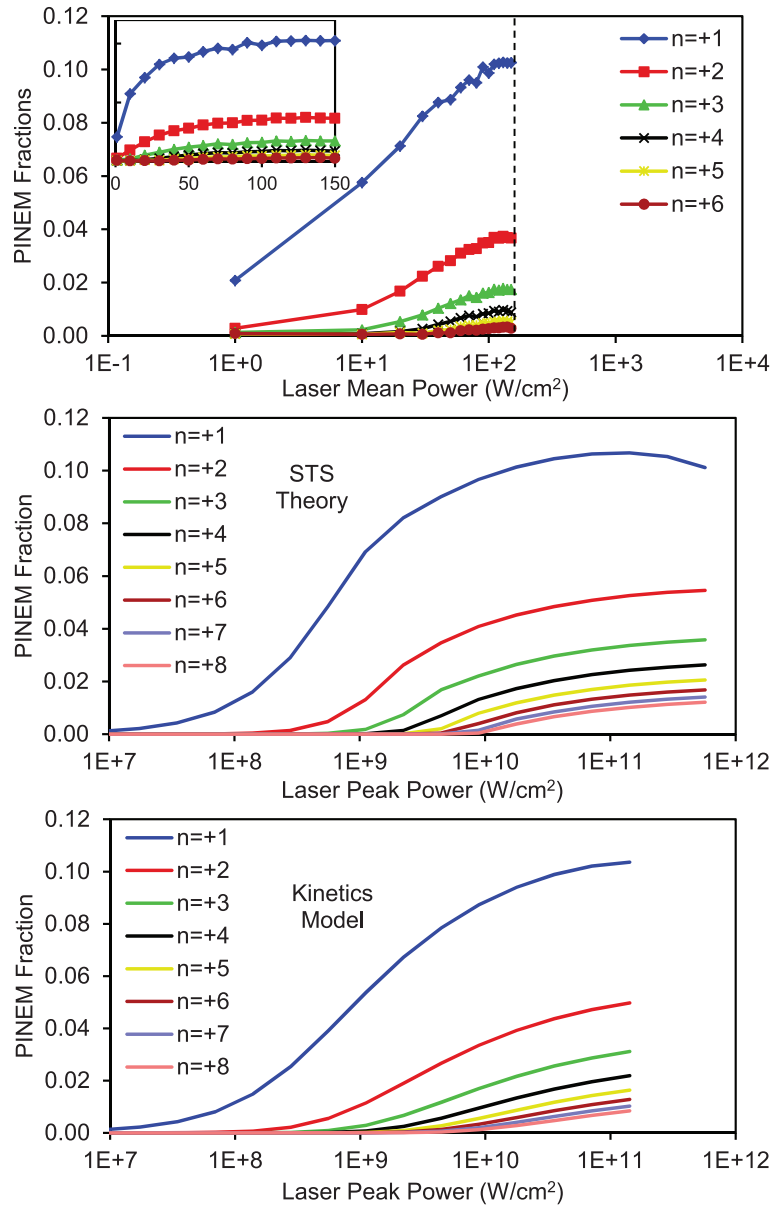 0.12
0.10
0.08
0.06
0.04
0.02
0.00
PINEM Fractions
0 50 100 150
n=+1
n=+2
n=+3
n=+4
n=+5
n=+6
1E-1 1E+0 1E+1 1E+2 1E+3 1E+4
Laser Mean Power (W/cm²)
0.12
0.10
0.08
0.06
0.04
0.02
0.00
PINEM Fraction
n=+1
n=+2
n=+3
n=+4
n=+5
n=+6
n=+7
n=+8
STS
Theory
1E+7 1E+8 1E+9 1E+10 1E+11 1E+12
Laser Peak Power (W/cm²)
0.12
0.10
0.08
0.06
0.04
0.02
0.00
PINEM Fraction
n=+1
n=+2
n=+3
n=+4
n=+5
n=+6
n=+7
n=+8
Kinetics
Model
1E+7 1E+8 1E+9 1E+10 1E+11 1E+12
Laser Peak Power (W/cm²)